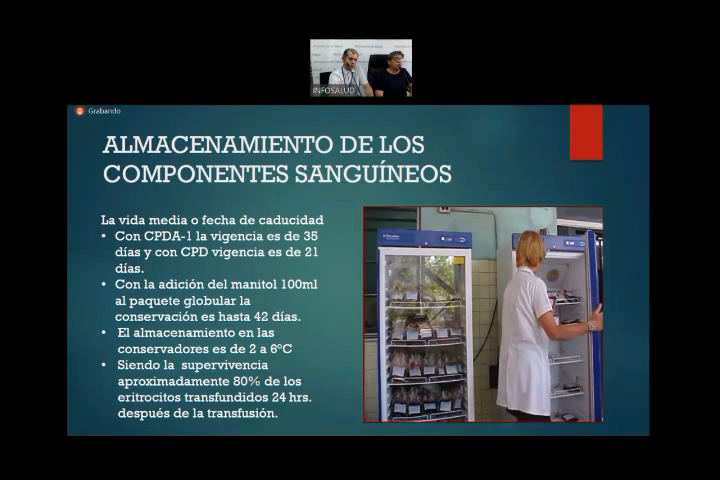 INFOSALUD
Grabando
ALMACENAMIENTO DE LOS
COMPONENTES SANGUÍNEOS
La vida media o fecha de caducidad
• Con CPDA-1 la vigencia es de 35
días y con CPD vigencia es de 21
días.
• Con la adición del manitol 100ml
al paquete globular la
conservación es hasta 42 días.
• El almacenamiento en las
conservadores es de 2 a 6°C
• Siendo la supervivencia
aproximadamente 80% de los
eritrocitos transfundidos 24 hrs.
después de la transfusión.